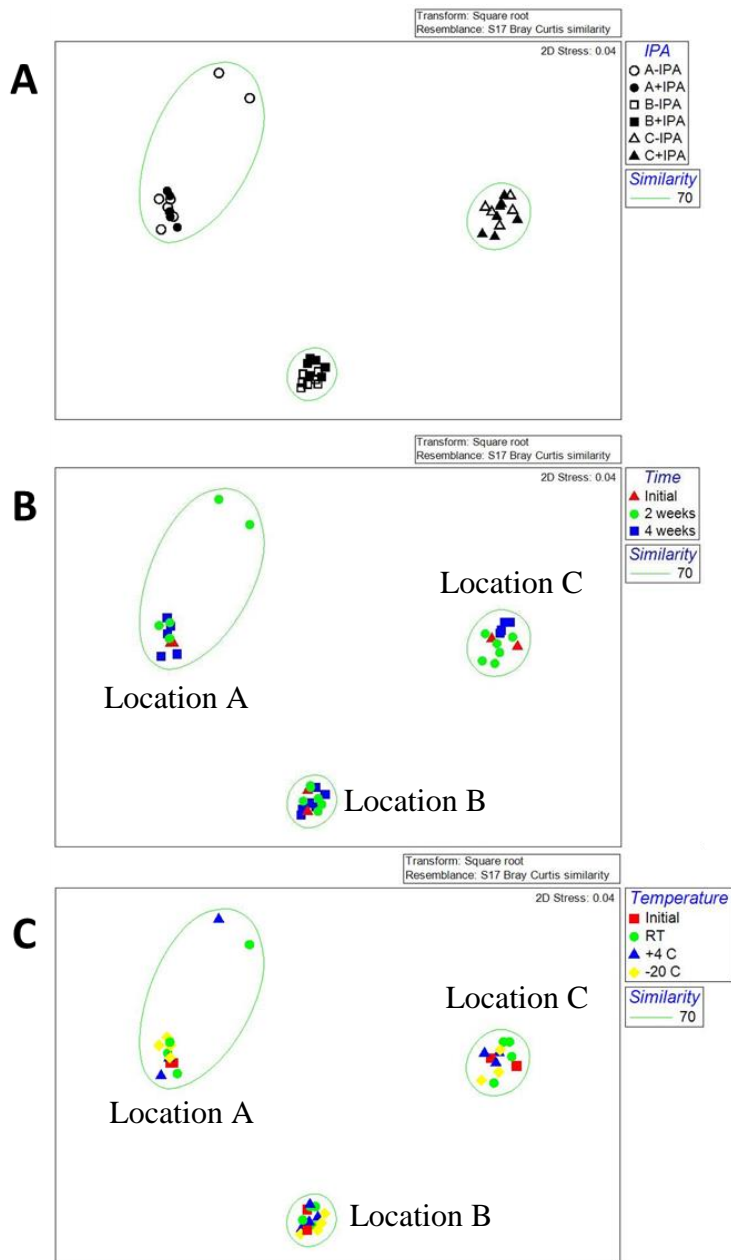 Transform: Square root
Resemblance: S17 Bray Curtis similarity
A
2D Stress: 0.04
IPA
A-IPA
A+IPA
B-IPA
B+IPA
C-IPA
C+IPA
Similarity
70
Transform: Square root
Resemblance: S17 Bray Curtis similarity
B
2D Stress: 0.04
Time
Initial
2 weeks
4 weeks
Similarity
70
Location C
Location A
Location B
Transform: Square root
Resemblance: S17 Bray Curtis similarity
C
2D Stress: 0.04
Temperature
Initial
RT
+4 C
-20 C
Similarity
70
Location C
Location A
Location B